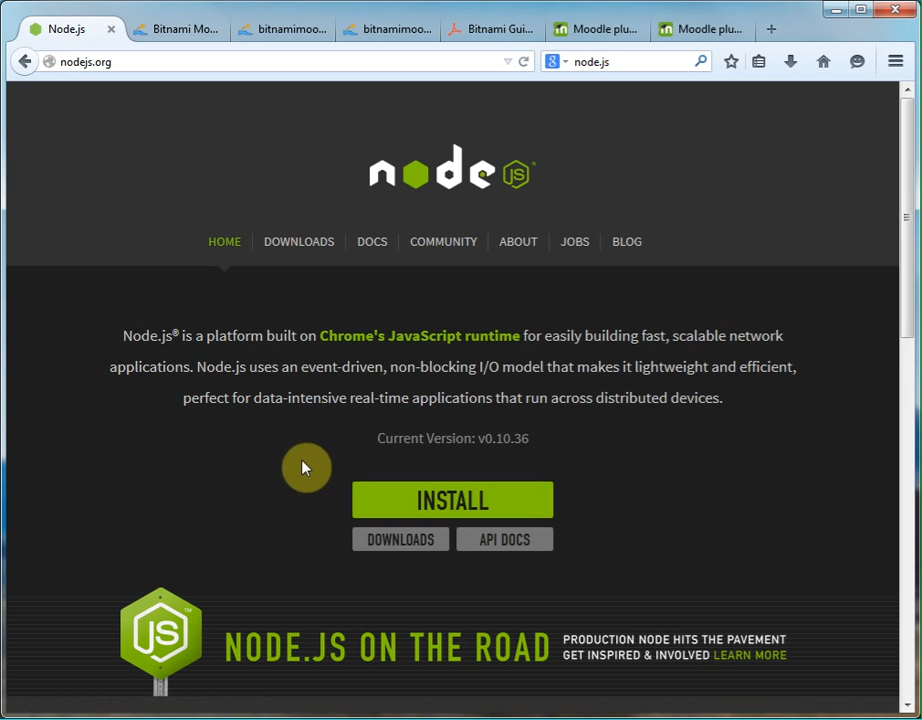 Node.js
Bitnami Mo...
bitnamimoo...
bitnamimoo...
Bitnami Gui...
Moodle plu...
Moodle plu...
nodejs.org
node.js
node JS
HOME DOWNLOADS DOCS COMMUNITY ABOUT JOBS BLOG
Node.js® is a platform built on Chrome's JavaScript runtime for easily building fast, scalable network
applications. Node.js uses an event-driven, non-blocking I/O model that makes it lightweight and efficient,
perfect for data-intensive real-time applications that run across distributed devices.
Current Version: v0.10.36
INSTALL
DOWNLOADS API DOCS
JS™
NODE.JS ON THE ROAD
PRODUCTION NODE HITS THE PAVEMENT
GET INSPIRED & INVOLVED LEARN MORE